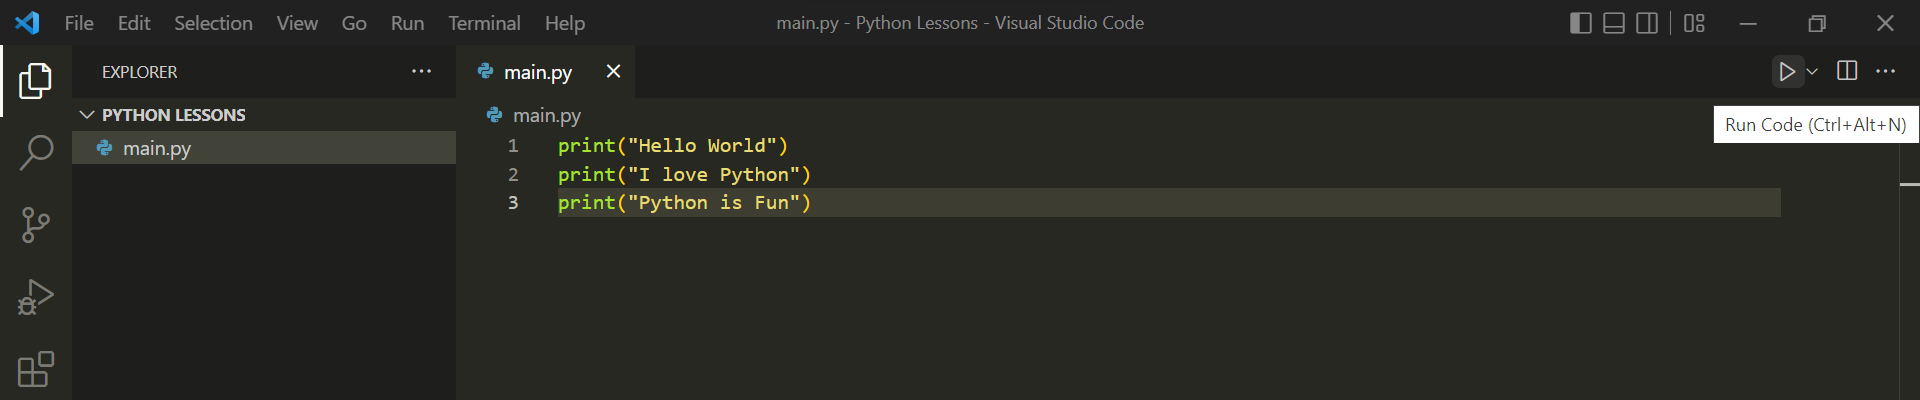 File Edit Selection View Go Run Terminal Help main.py - Python Lessons - Visual Studio Code
EXPLORER
main.py
Run Code (Ctrl+Alt+N)
PYTHON LESSONS
main.py
main.py
1 print("Hello World")
2 print("I love Python")
3 print("Python is Fun")